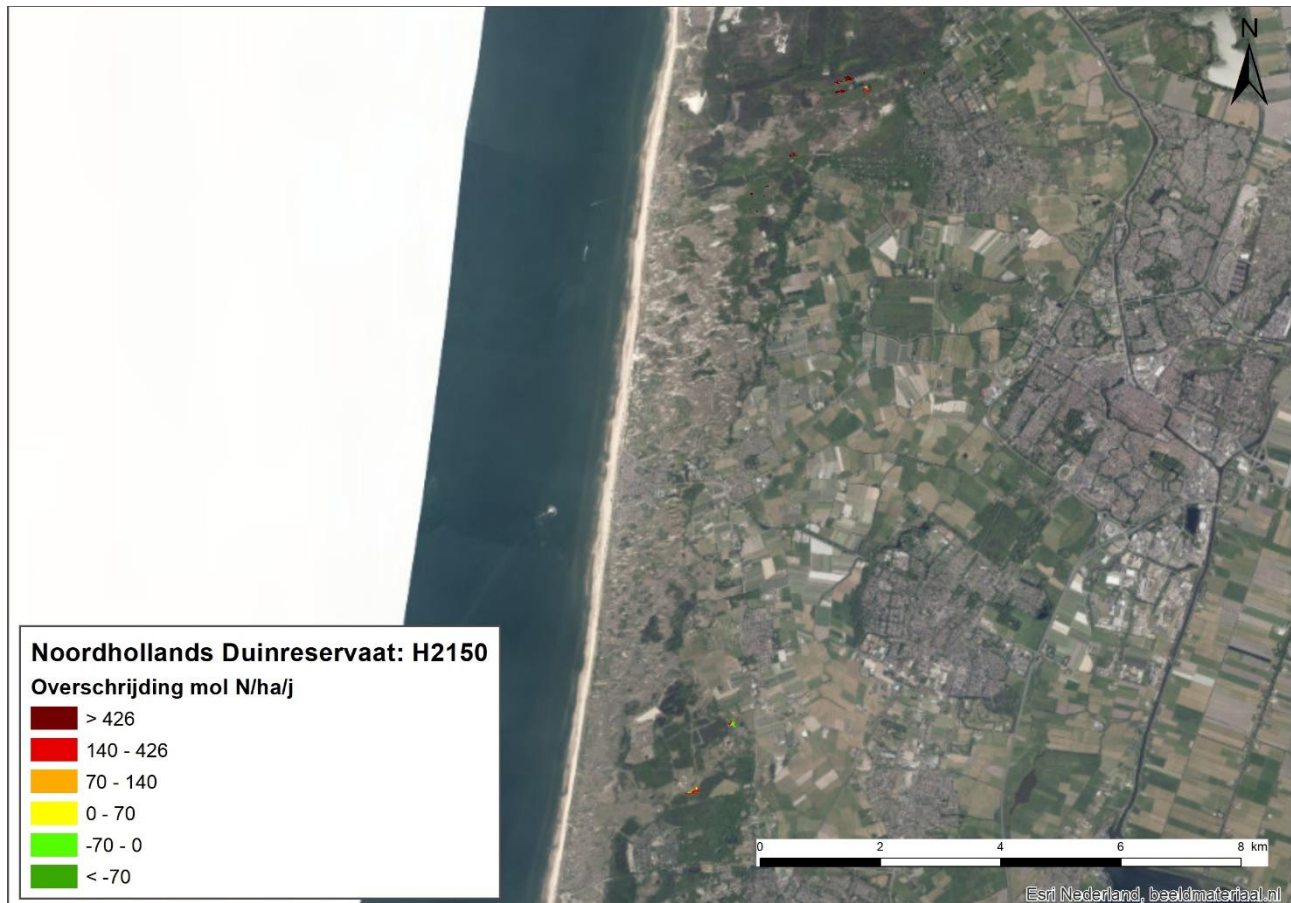 N
Noordhollands Duinreservaat: H2150
Overschrijding mol N/ha/j
> 426
140 - 426
70 - 140
0 - 70
-70 - 0
< -70
0 2 4 6 8 km
Esri Nederland, beeldmateriaal.nl